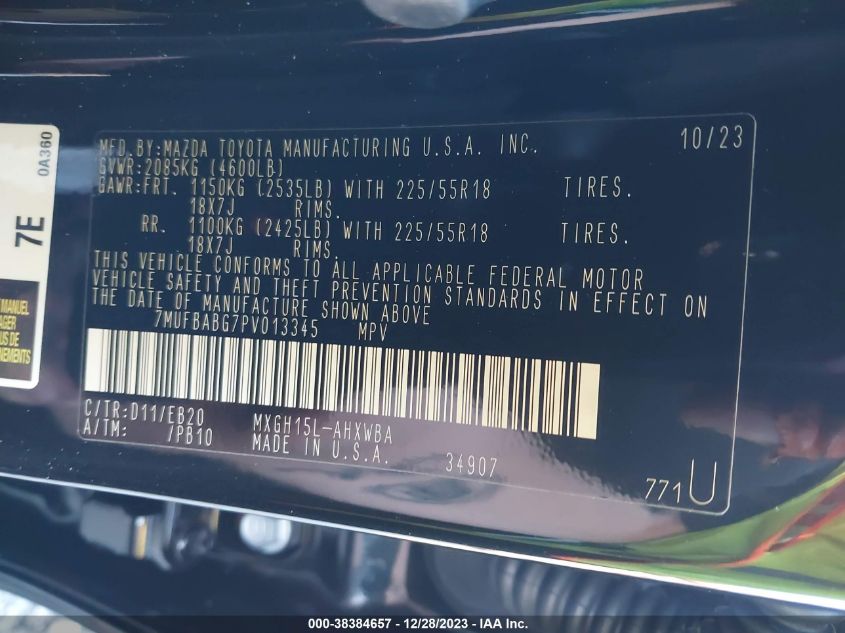 MFD.BY:MAZDA TOYOTA MANUFACTURING U.S.A. INC. 10/23
GVWR:2085KG (4600LB)
GAWR:FRT. 1150KG (2535LB) WITH 225/55R18 TIRES.
18X7J RIMS.
RR. 1100KG (2425LB) WITH 225/55R18 TIRES.
18X7J RIMS.
THIS VEHICLE CONFORMS TO ALL APPLICABLE FEDERAL MOTOR
VEHICLE SAFETY AND THEFT PREVENTION STANDARDS IN EFFECT ON
THE DATE OF MANUFACTURE SHOWN ABOVE
7MUFBABG7PV013345 MPV
C/TR:D11/EB20 MXGH15L-AHXWBA
A/TM: /PB10 MADE IN U.S.A. 34907
771U
0A360
7E
MANUEL
US DE
NEMENTS
000-38384657 - 12/28/2023 - IAA Inc.